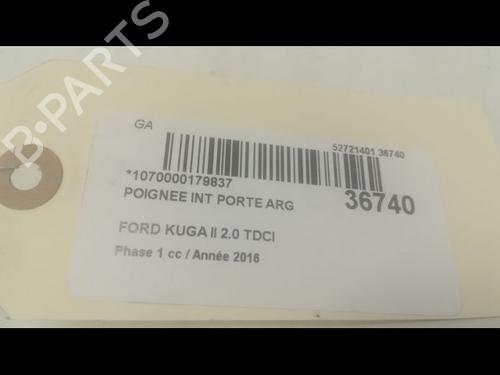 B-PARTS
GA
52721401 36740
*1070000179837
POIGNEE INT PORTE ARG
36740
FORD KUGA II 2.0 TDCI
Phase 1 cc / Année 2016